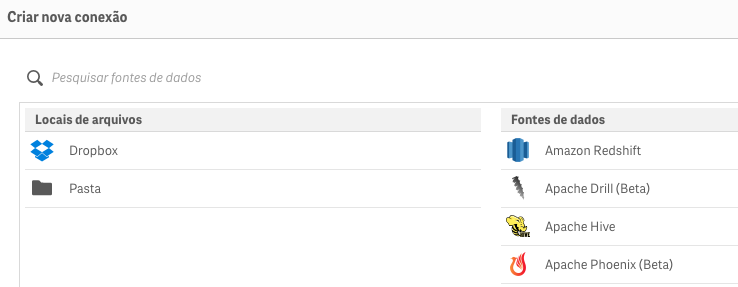 Criar nova conexão
Pesquisar fontes de dados
Locais de arquivos
Dropbox
Pasta
Fontes de dados
Amazon Redshift
Apache Drill (Beta)
HIVE
Apache Hive
Apache Phoenix (Beta)